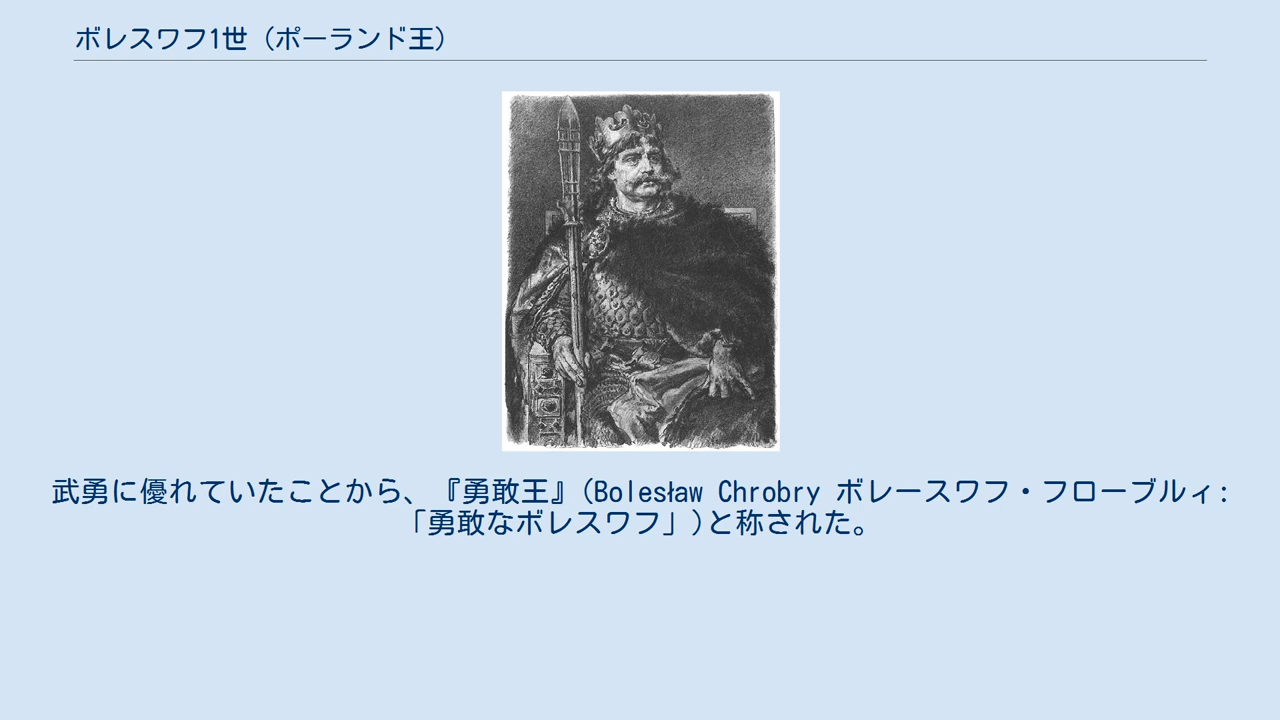 ボレスワフ1世（ポーランド王）
武勇に優れていたことから、『勇敢王』(Bolesław Chrobry ボレースワフ・フローブルィ:
「勇敢なボレスワフ」)と称された。